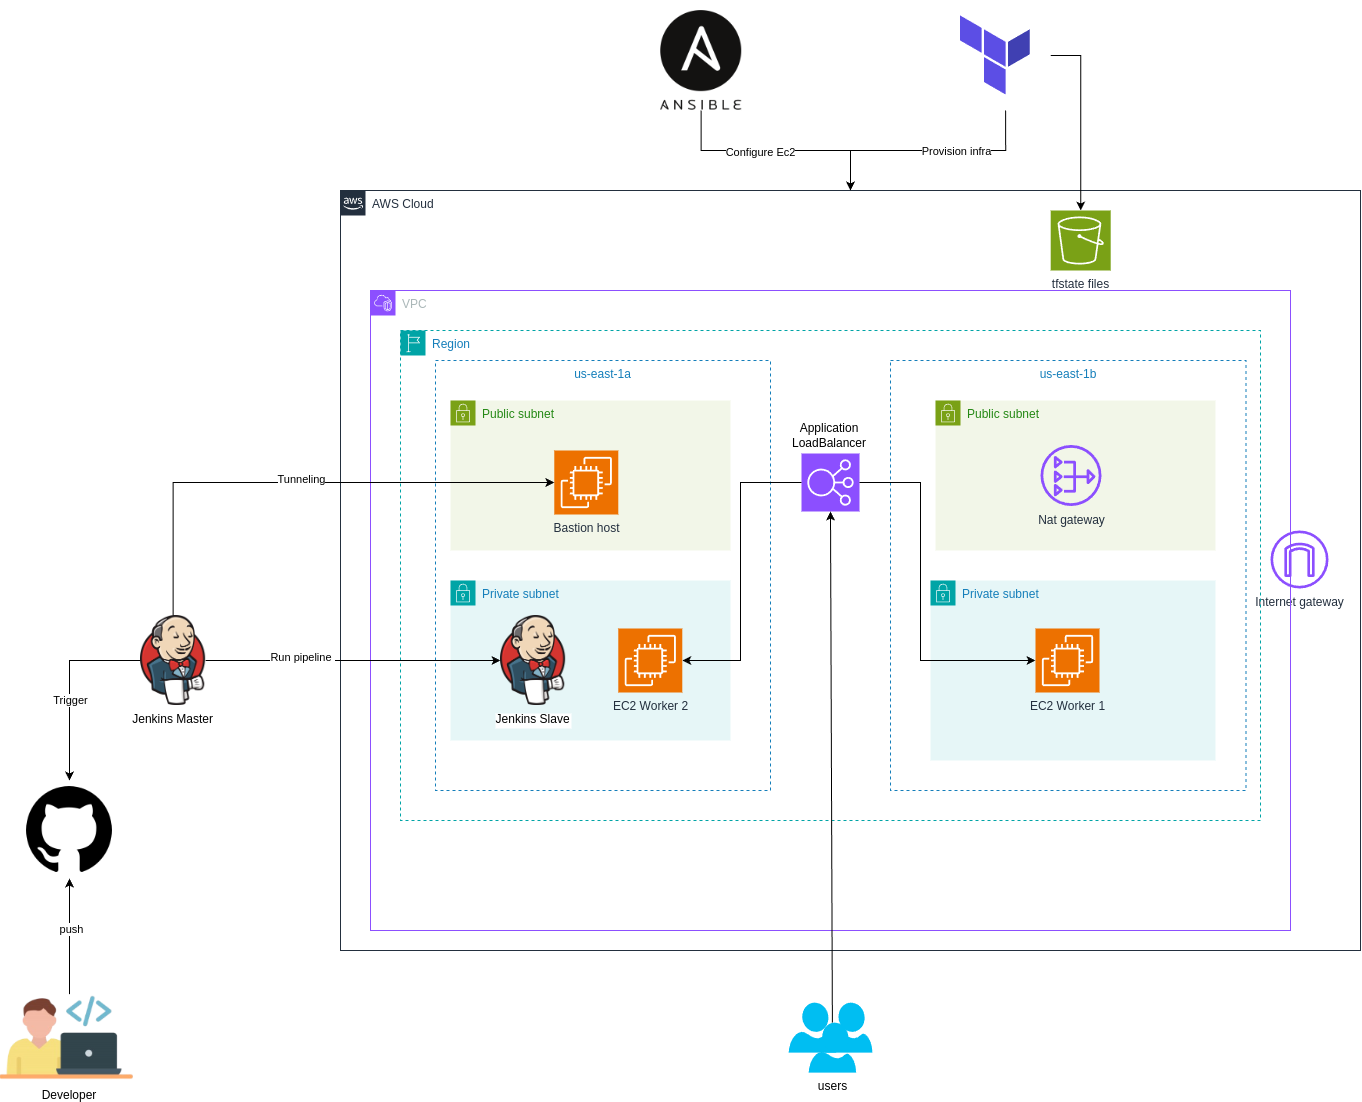 ANSIBLE
Configure Ec2
Provision infra
aws
AWS Cloud
tfstate files
VPC
Region
us-east-1a
us-east-1b
Public subnet
Public subnet
Application
LoadBalancer
Tunneling
Bastion host
Nat gateway
Private subnet
Private subnet
Internet gateway
Run pipeline
Trigger
Jenkins Master
Jenkins Slave
EC2 Worker 2
EC2 Worker 1
push
Developer
users